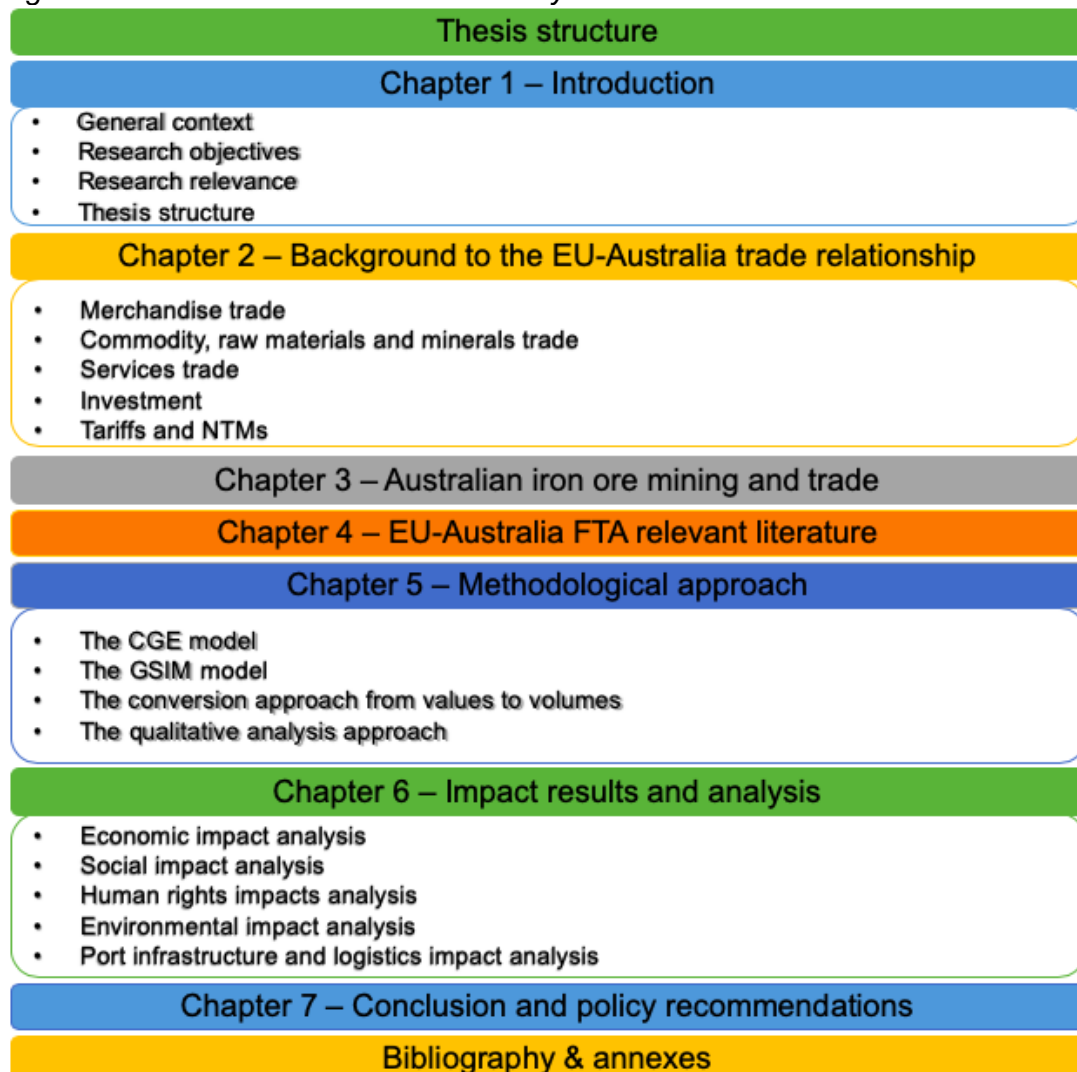 Thesis structure
Chapter 1 – Introduction
• General context
• Research objectives
• Research relevance
• Thesis structure
Chapter 2 – Background to the EU-Australia trade relationship
• Merchandise trade
• Commodity, raw materials and minerals trade
• Services trade
• Investment
• Tariffs and NTMs
Chapter 3 – Australian iron ore mining and trade
Chapter 4 – EU-Australia FTA relevant literature
Chapter 5 – Methodological approach
• The CGE model
• The GSIM model
• The conversion approach from values to volumes
• The qualitative analysis approach
Chapter 6 – Impact results and analysis
• Economic impact analysis
• Social impact analysis
• Human rights impacts analysis
• Environmental impact analysis
• Port infrastructure and logistics impact analysis
Chapter 7 – Conclusion and policy recommendations
Bibliography & annexes